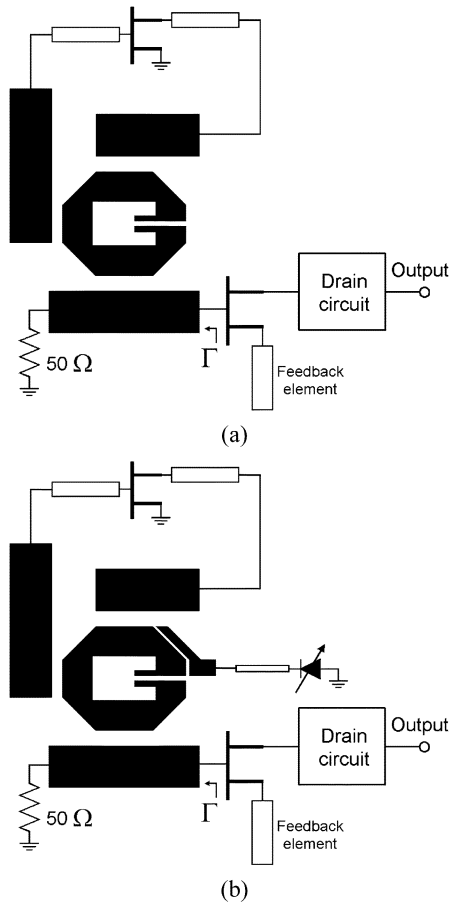 Drain
circuit
Output
50 Ω
Γ
Feedback
element
(a)
Drain
circuit
Output
50 Ω
Γ
Feedback
element
(b)